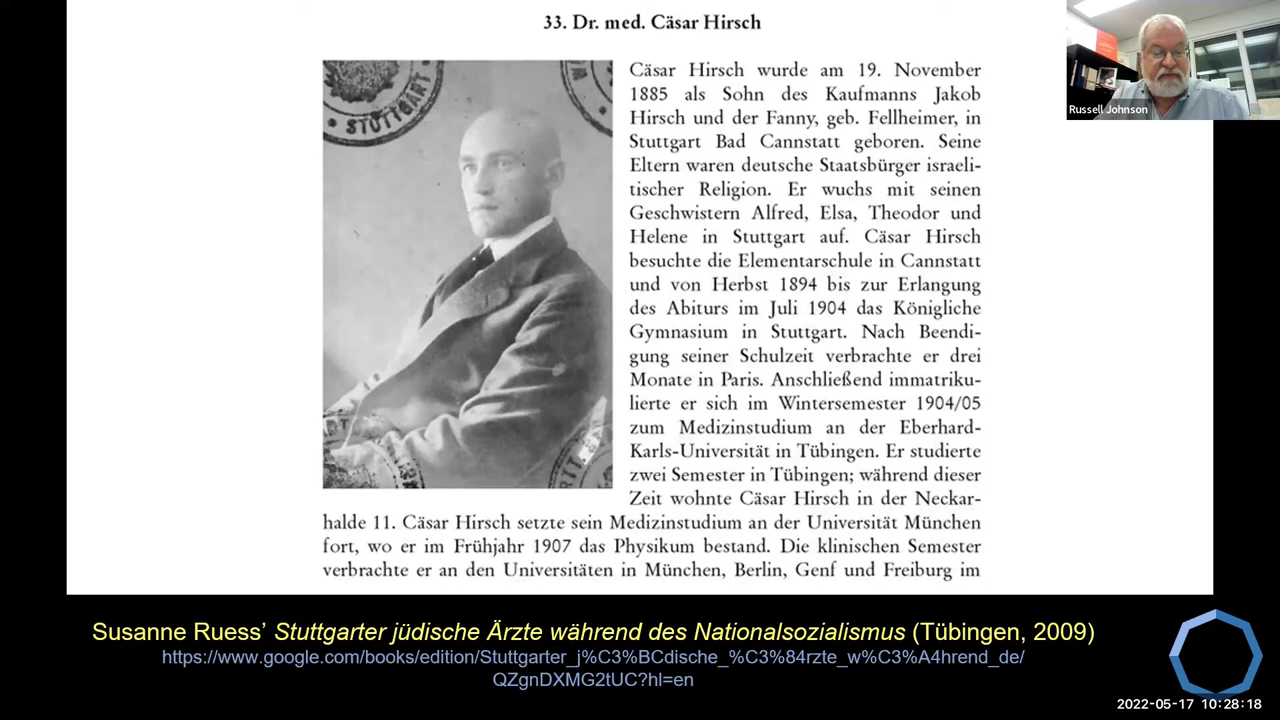 33. Dr. med. Cäsar Hirsch
STUTTGART
Cäsar Hirsch wurde am 19. November
1885 als Sohn des Kaufmanns Jakob
Hirsch und der Fanny, geb. Fellheimer, in
Stuttgart Bad Cannstatt geboren. Seine
Eltern waren deutsche Staatsbürger israeli-
tischer Religion. Er wuchs mit seinen
Geschwistern Alfred, Elsa, Theodor und
Helene in Stuttgart auf. Cäsar Hirsch
besuchte die Elementarschule in Cannstatt
und von Herbst 1894 bis zur Erlangung
des Abiturs im Juli 1904 das Königliche
Gymnasium in Stuttgart. Nach Beendi-
gung seiner Schulzeit verbrachte er drei
Monate in Paris. Anschließend immatriku-
lierte er sich im Wintersemester 1904/05
zum Medizinstudium an der Eberhard-
Karls-Universität in Tübingen. Er studierte
zwei Semester in Tübingen; während dieser
Zeit wohnte Cäsar Hirsch in der Neckar-
halde 11. Cäsar Hirsch setzte sein Medizinstudium an der Universität München
fort, wo er im Frühjahr 1907 das Physikum bestand. Die klinischen Semester
verbrachte er an den Universitäten in München, Berlin, Genf und Freiburg im
Russell Johnson
Susanne Ruess’ Stuttgarter jüdische Ärzte während des Nationalsozialismus (Tübingen, 2009)
https://www.google.com/books/edition/Stuttgarter_j%C3%BCdische_%C3%84rzte_w%C3%A4hrend_de/
QZgnDXMG2tUC?hl=en
2022-05-17 10:28:18